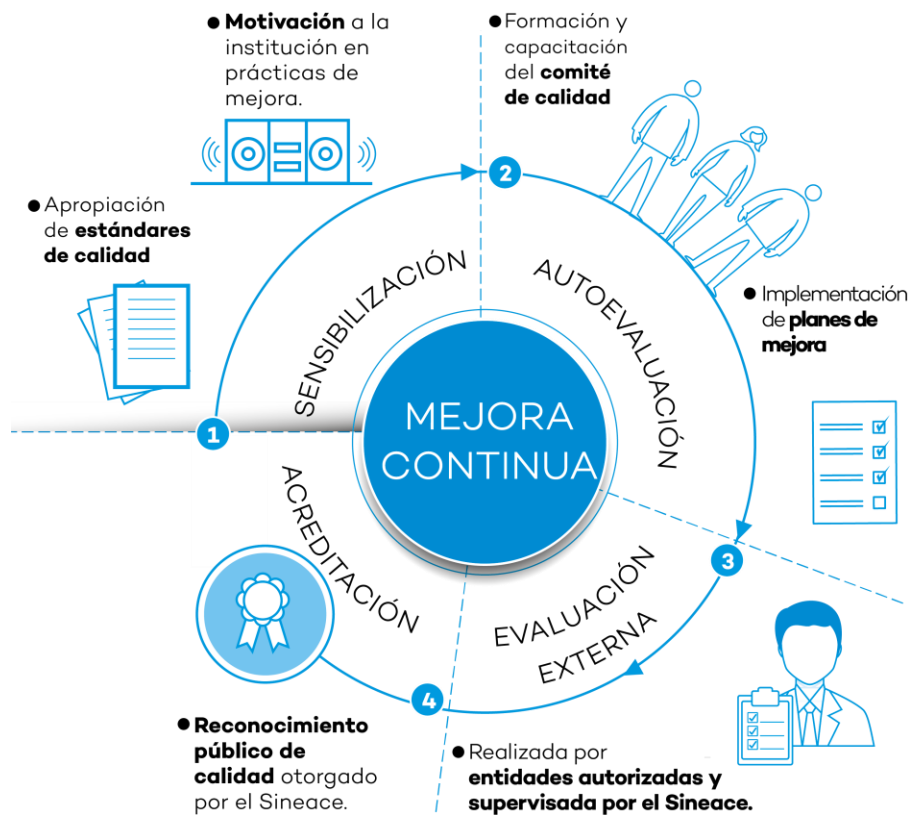 ● Motivación a la
institución en
prácticas de
mejora.
● Formación y
capacitación
del comité
de calidad
● Apropiación
de estándares
de calidad
● Implementación
de planes de
mejora
1
2
3
4
SENSIBILIZACIÓN
AUTOEVALUACIÓN
EVALUACIÓN
EXTERNA
ACREDITACIÓN
MEJORA
CONTINUA
● Reconocimiento
público de
calidad otorgado
por el Sineace.
● Realizada por
entidades autorizadas y
supervisada por el Sineace.